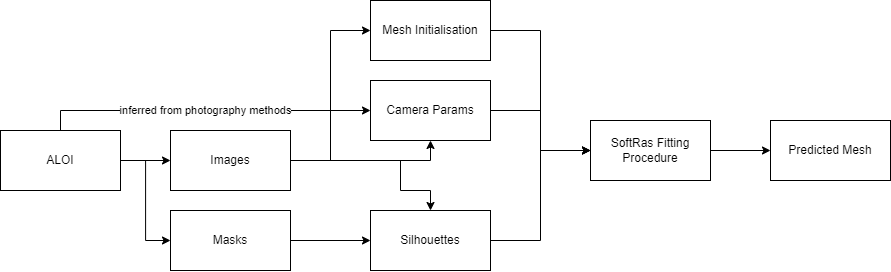 Mesh Initialisation
inferred from photography methods
Camera Params
ALOI
Images
SoftRas Fitting
Procedure
Predicted Mesh
Masks
Silhouettes